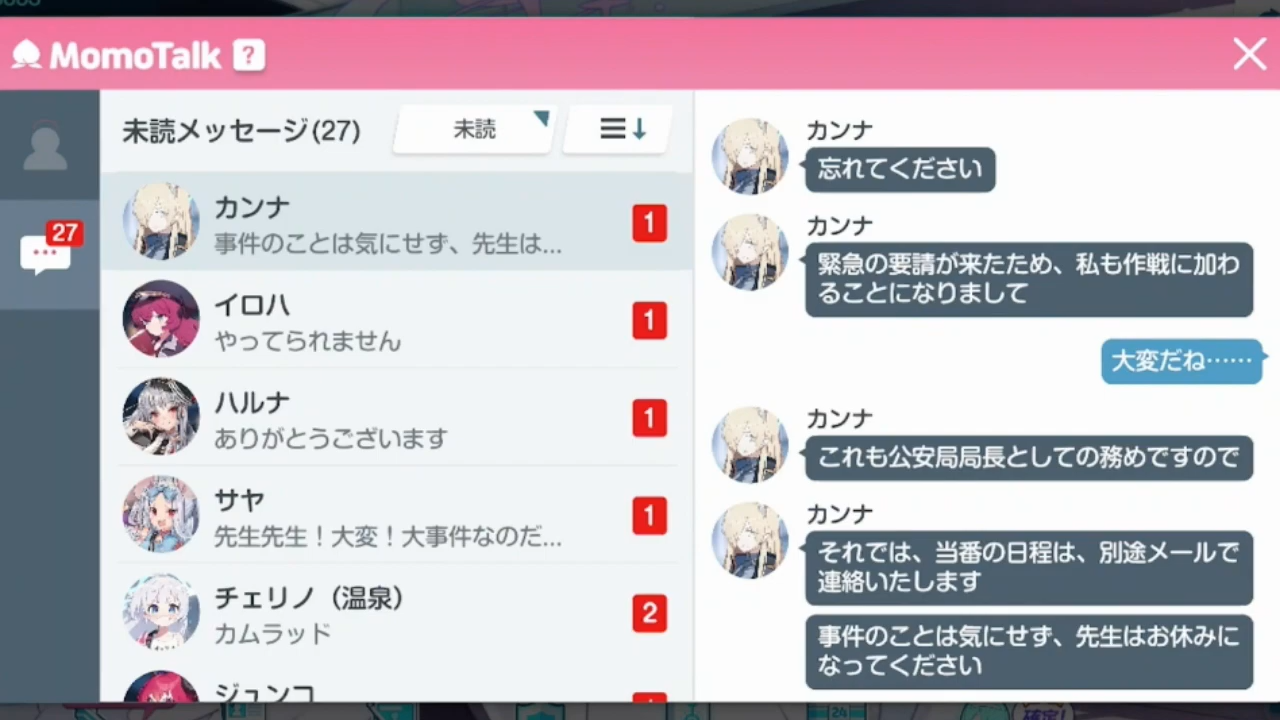 MomoTalk ?
27
未読メッセージ(27)
未読
カンナ
事件のことは気にせず、先生は...
1
イロハ
やってられません
1
ハルナ
ありがとうございます
1
サヤ
先生先生！大変！大事件なのだ...
1
チェリノ（温泉）
カムラッド
2
ジュンコ
カンナ
忘れてください
カンナ
緊急の要請が来たため、私も作戦に加わ
ることになりまして
大変だね……
カンナ
これも公安局局長としての務めですので
カンナ
それでは、当番の日程は、別途メールで
連絡いたします
事件のことは気にせず、先生はお休みに
なってください